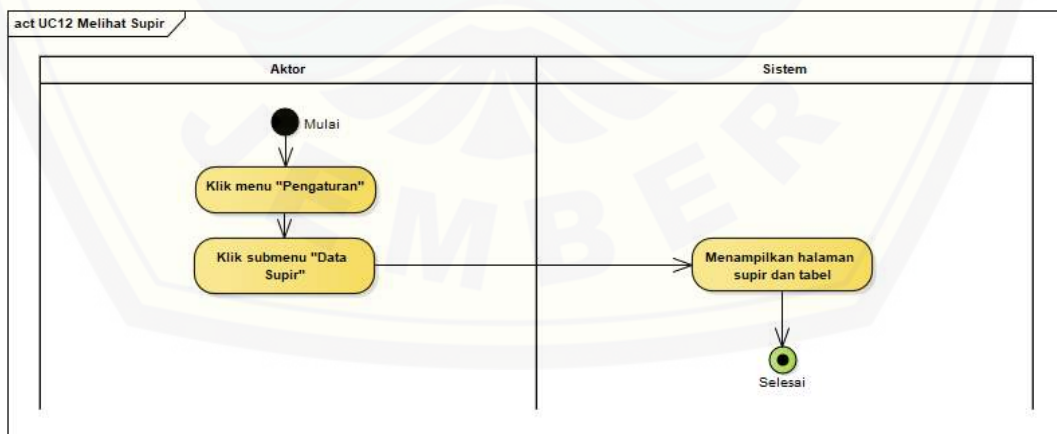 act UC12 Melihat Supir
Aktor
Sistem
Mulai
Klik menu "Pengaturan"
Klik submenu "Data
Supir"
Menampilkan halaman
supir dan tabel
Selesai
JEMBER